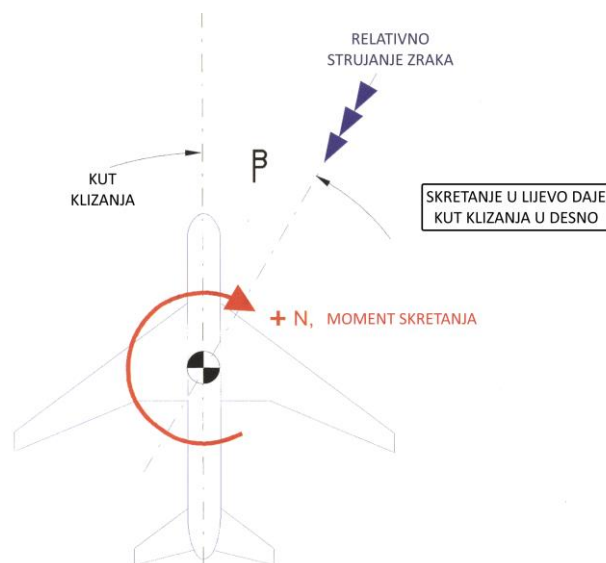 RELATIVNO
STRUJANJE ZRAKA
KUT
KLIZANJA
β
SKRETANJE U LIJEVO DAJE
KUT KLIZANJA U DESNO
+ N, MOMENT SKRETANJA